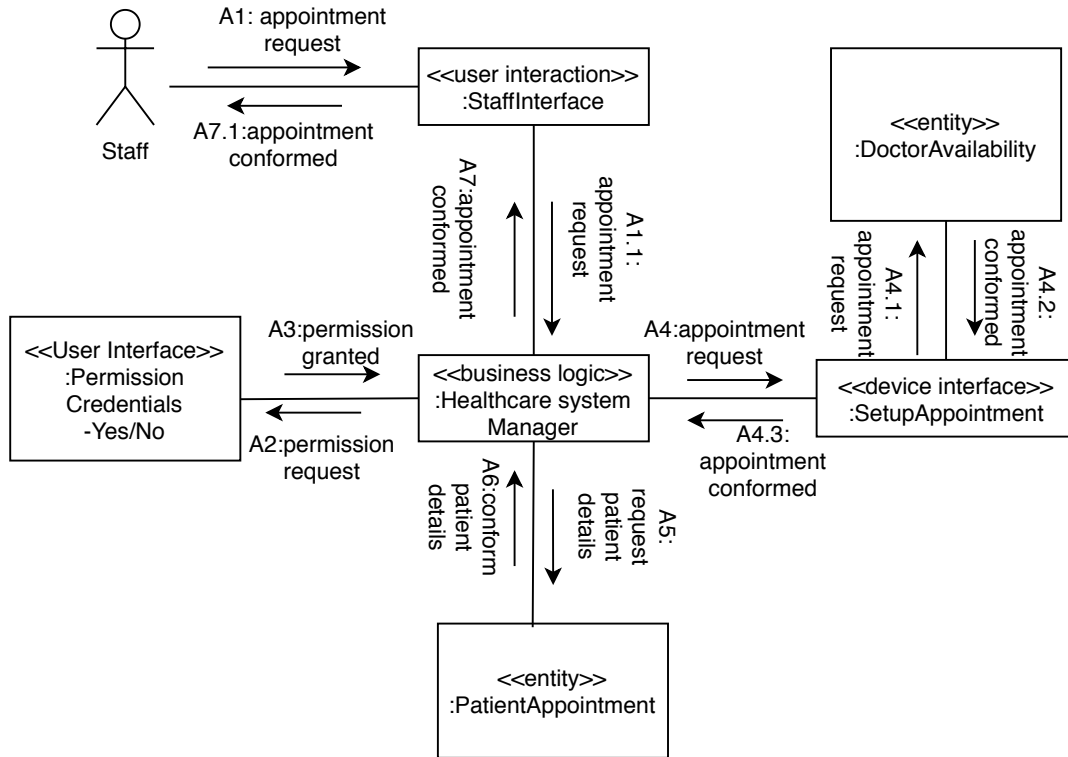 A1: appointment
request
<<user interaction>>
:StaffInterface
A7.1:appointment
conformed
Staff
<<entity>>
:DoctorAvailability
A7:appointment
conformed
A1.1:
appointment
request
A4.1:
appointment
request
A4.2:
appointment
conformed
<<User Interface>>
:Permission
Credentials
-Yes/No
A3:permission
granted
A2:permission
request
<<business logic>>
:Healthcare system
Manager
A4:appointment
request
A4.3:
appointment
conformed
<<device interface>>
:SetupAppointment
A6:conform
patient
details
A5:
request
patient
details
<<entity>>
:PatientAppointment